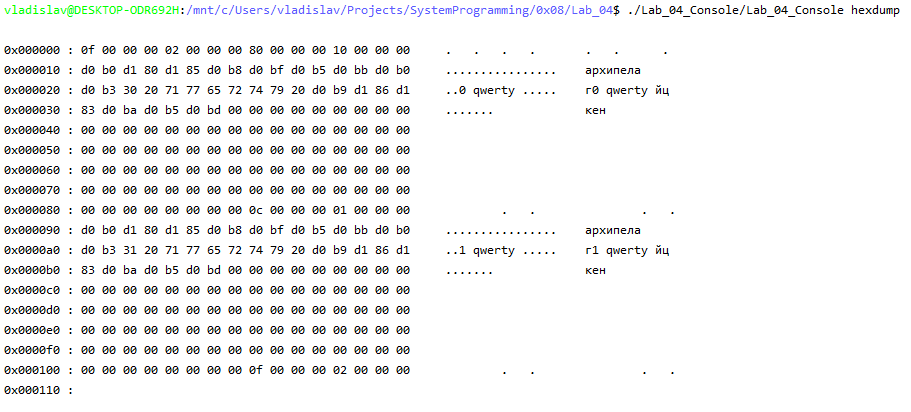 vladislav@DESKTOP-ODR692H:/mnt/c/Users/vladislav/Projects/SystemProgramming/0x08/Lab_04$ ./Lab_04_Console/Lab_04_Console hexdump
0x000000 : 0f 00 00 00 02 00 00 00 80 00 00 00 10 00 00 00 . . . . . . .
0x000010 : d0 b0 d1 80 d1 85 d0 b8 d0 bf d0 b5 d0 bb d0 b0 ................ архипела
0x000020 : d0 b3 30 20 71 77 65 72 74 79 20 d0 b9 d1 86 d1 ..0 qwerty ..... г0 qwerty йц
0x000030 : 83 d0 ba d0 b5 d0 bd 00 00 00 00 00 00 00 00 00 ....... кен
0x000040 : 00 00 00 00 00 00 00 00 00 00 00 00 00 00 00 00
0x000050 : 00 00 00 00 00 00 00 00 00 00 00 00 00 00 00 00
0x000060 : 00 00 00 00 00 00 00 00 00 00 00 00 00 00 00 00
0x000070 : 00 00 00 00 00 00 00 00 00 00 00 00 00 00 00 00
0x000080 : 00 00 00 00 00 00 00 00 0c 00 00 00 01 00 00 00 . . . .
0x000090 : d0 b0 d1 80 d1 85 d0 b8 d0 bf d0 b5 d0 bb d0 b0 ................ архипела
0x0000a0 : d0 b3 31 20 71 77 65 72 74 79 20 d0 b9 d1 86 d1 ..1 qwerty ..... г1 qwerty йц
0x0000b0 : 83 d0 ba d0 b5 d0 bd 00 00 00 00 00 00 00 00 00 ....... кен
0x0000c0 : 00 00 00 00 00 00 00 00 00 00 00 00 00 00 00 00
0x0000d0 : 00 00 00 00 00 00 00 00 00 00 00 00 00 00 00 00
0x0000e0 : 00 00 00 00 00 00 00 00 00 00 00 00 00 00 00 00
0x0000f0 : 00 00 00 00 00 00 00 00 00 00 00 00 00 00 00 00
0x000100 : 00 00 00 00 00 00 00 00 0f 00 00 00 02 00 00 00 . . . .
0x000110 :